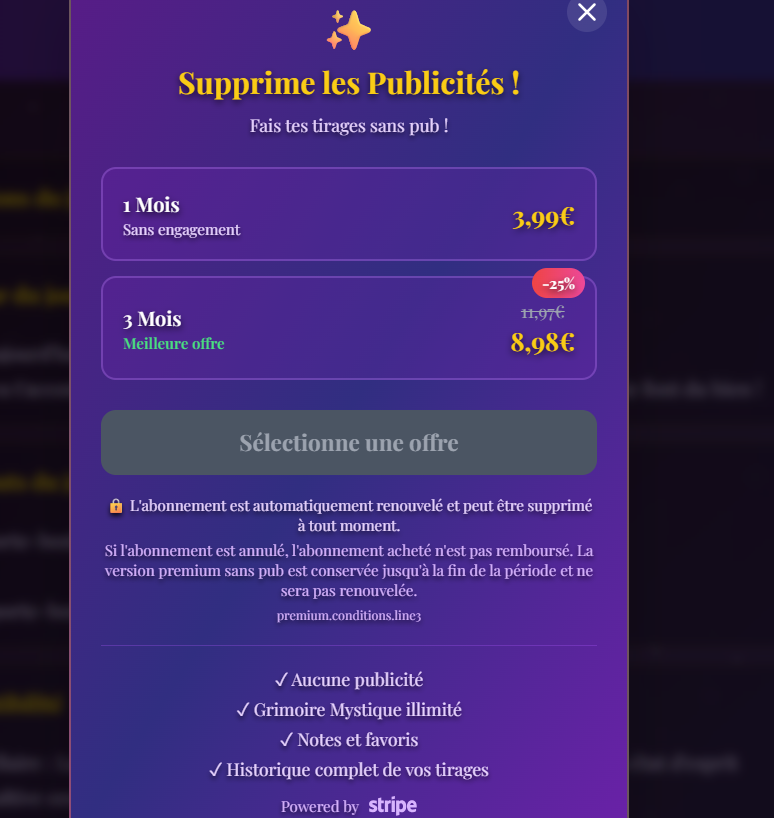 Supprime les Publicités !
Fais tes tirages sans pub !
1 Mois
Sans engagement
3,99€
-25%
3 Mois
Meilleure offre
11,97€
8,98€
Sélectionne une offre
L'abonnement est automatiquement renouvelé et peut être supprimé
à tout moment.
Si l'abonnement est annulé, l'abonnement acheté n'est pas remboursé. La
version premium sans pub est conservée jusqu'à la fin de la période et ne
sera pas renouvelée.
premium.conditions.line3
✓ Aucune publicité
✓ Grimoire Mystique illimité
✓ Notes et favoris
✓ Historique complet de vos tirages
Powered by stripe